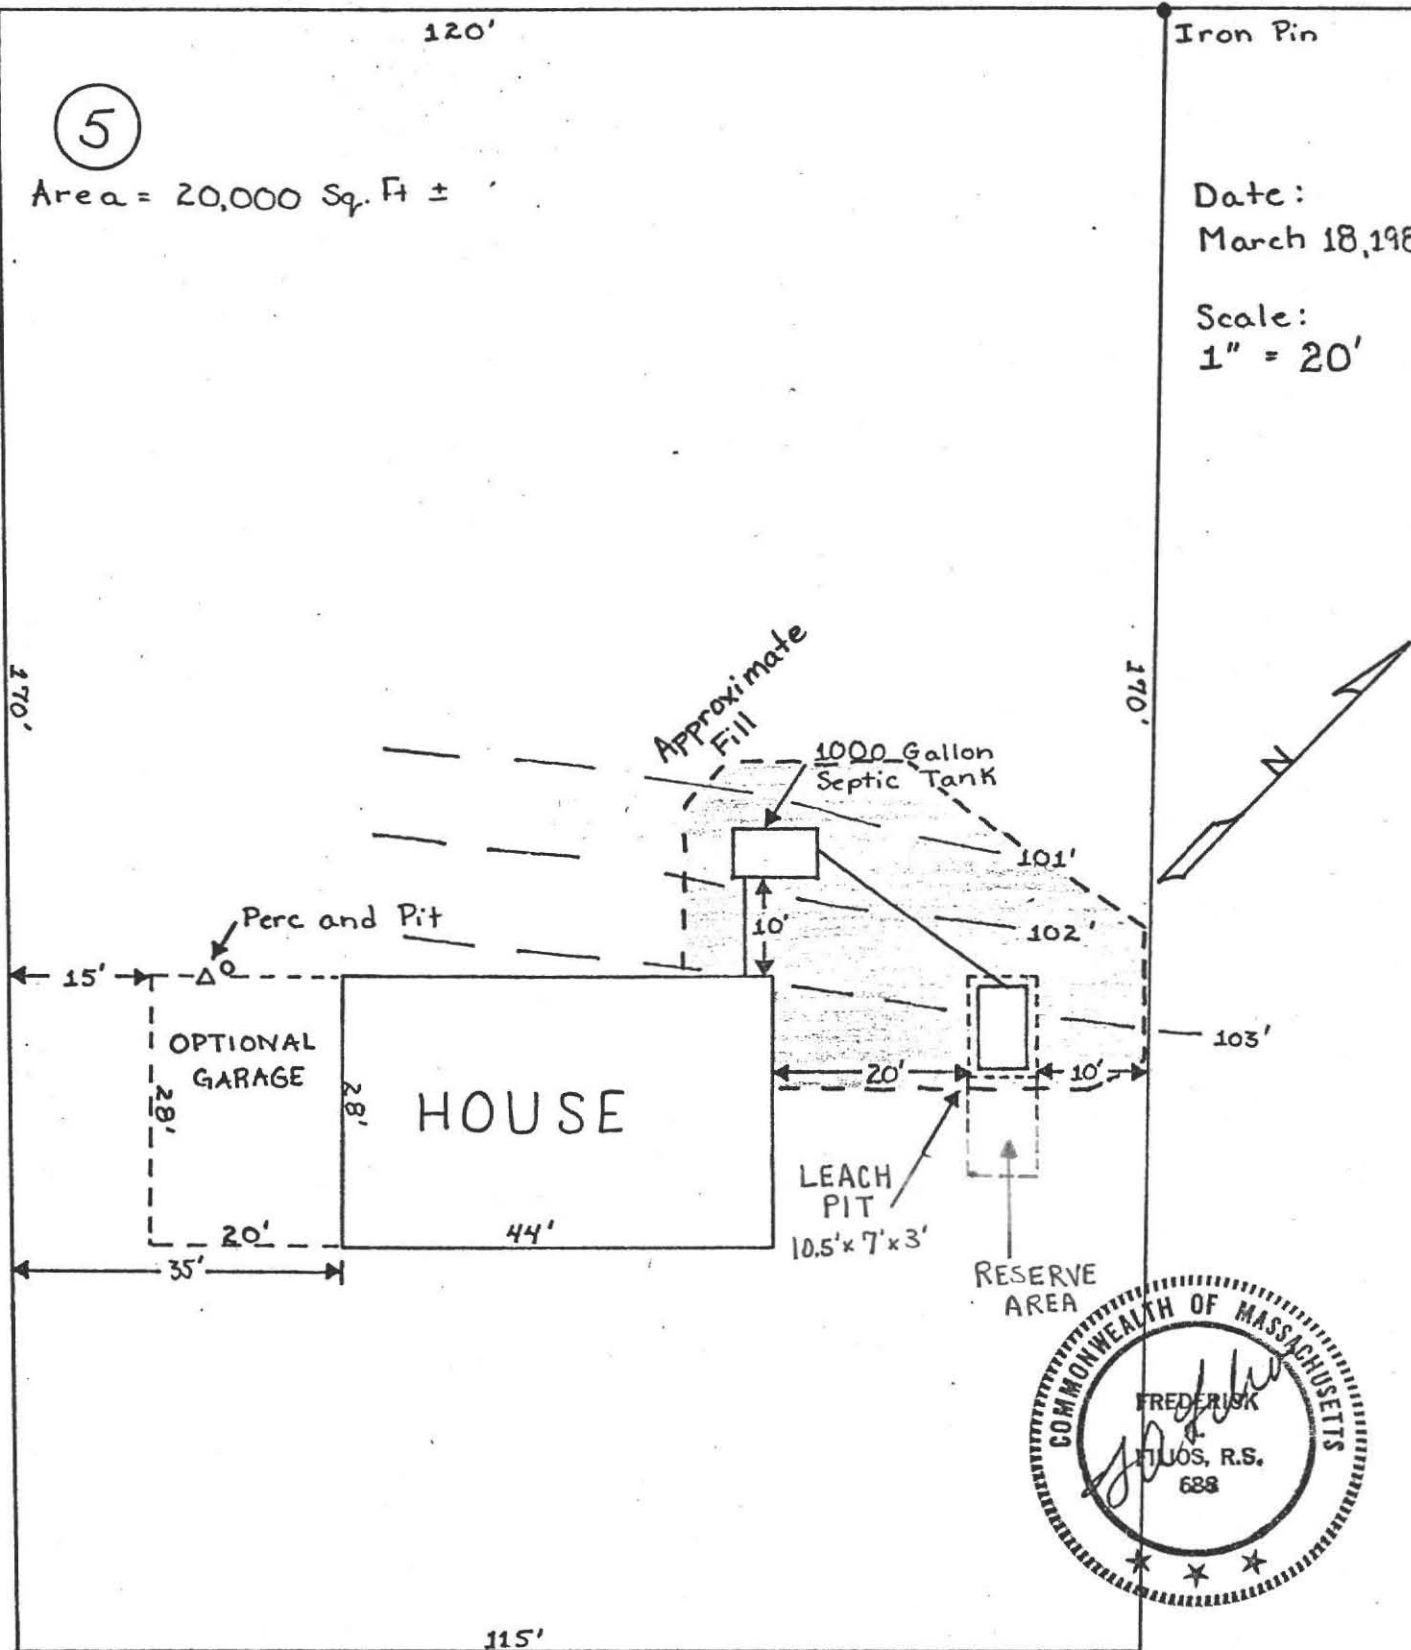 120'
Iron Pin
5
Area = 20,000 Sq. Ft ±
Date:
March 18, 198
Scale:
1" = 20'
170'
170'
Approximate
Fill
1000 Gallon
Septic Tank
N
101'
102'
103'
10'
Perc and Pit
15'
OPTIONAL
GARAGE
28'
28'
HOUSE
20'
10'
20'
44'
35'
LEACH
PIT
10.5' x 7' x 3'
RESERVE
AREA
COMMONWEALTH OF MASSACHUSETTS
FREDERICK
FILIOS, R.S.
688
115'